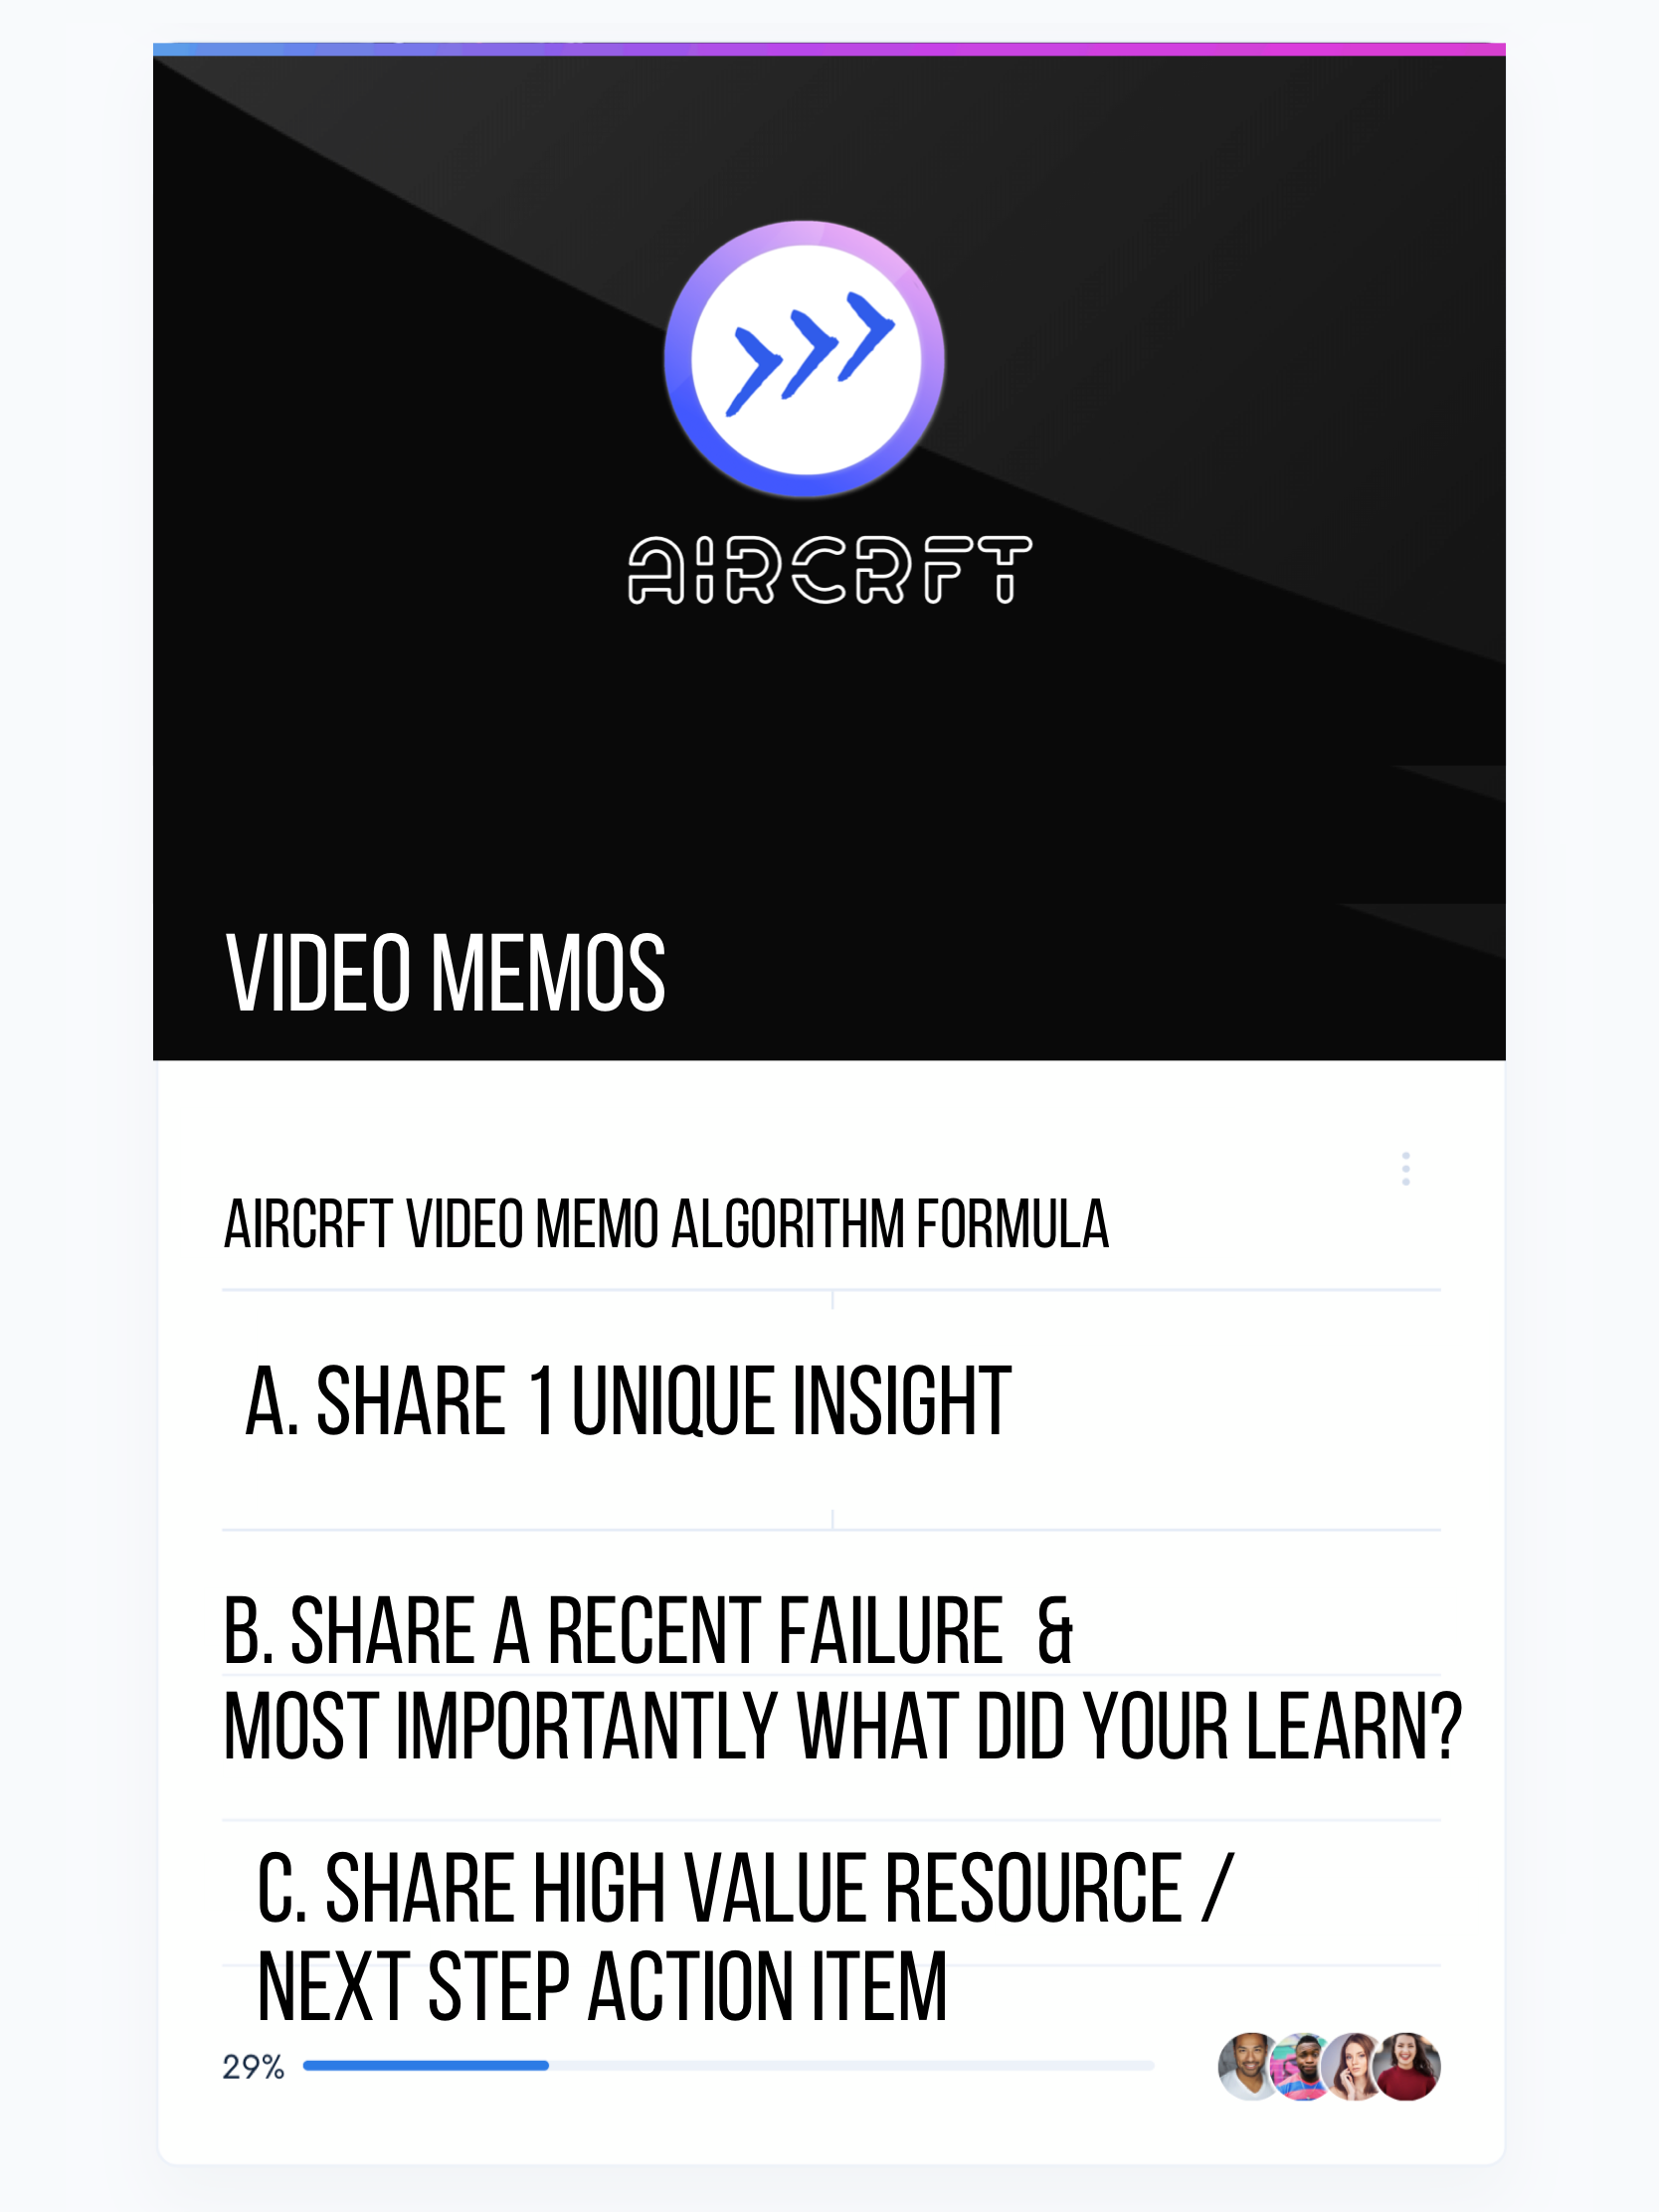 AIRCRFT
VIDEO MEMOS
AIRCRFT VIDEO MEMO ALGORITHM FORMULA
A. SHARE 1 UNIQUE INSIGHT
B. SHARE A RECENT FAILURE &
MOST IMPORTANTLY WHAT DID YOUR LEARN?
C. SHARE HIGH VALUE RESOURCE /
NEXT STEP ACTION ITEM
29%